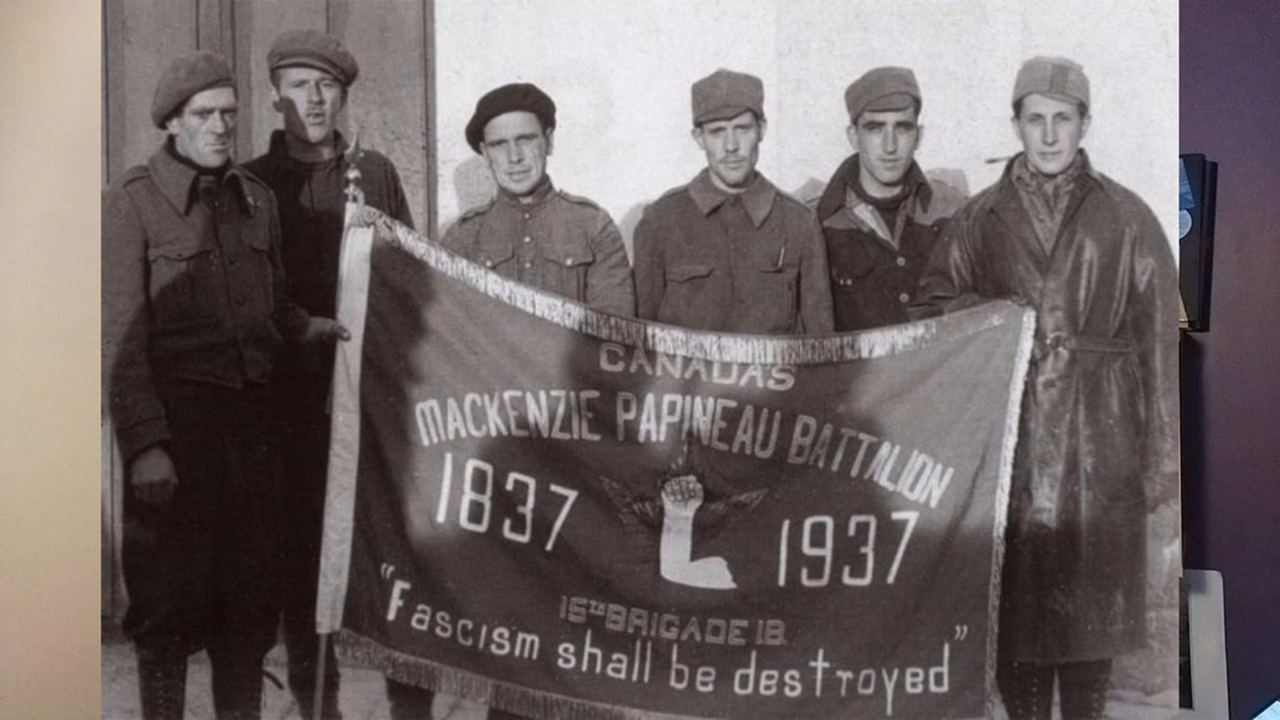 CANADAS
MACKENZIE PAPINEAU BATTALION
1837 1937
15TH BRIGADE I.B.
"Fascism shall be destroyed"